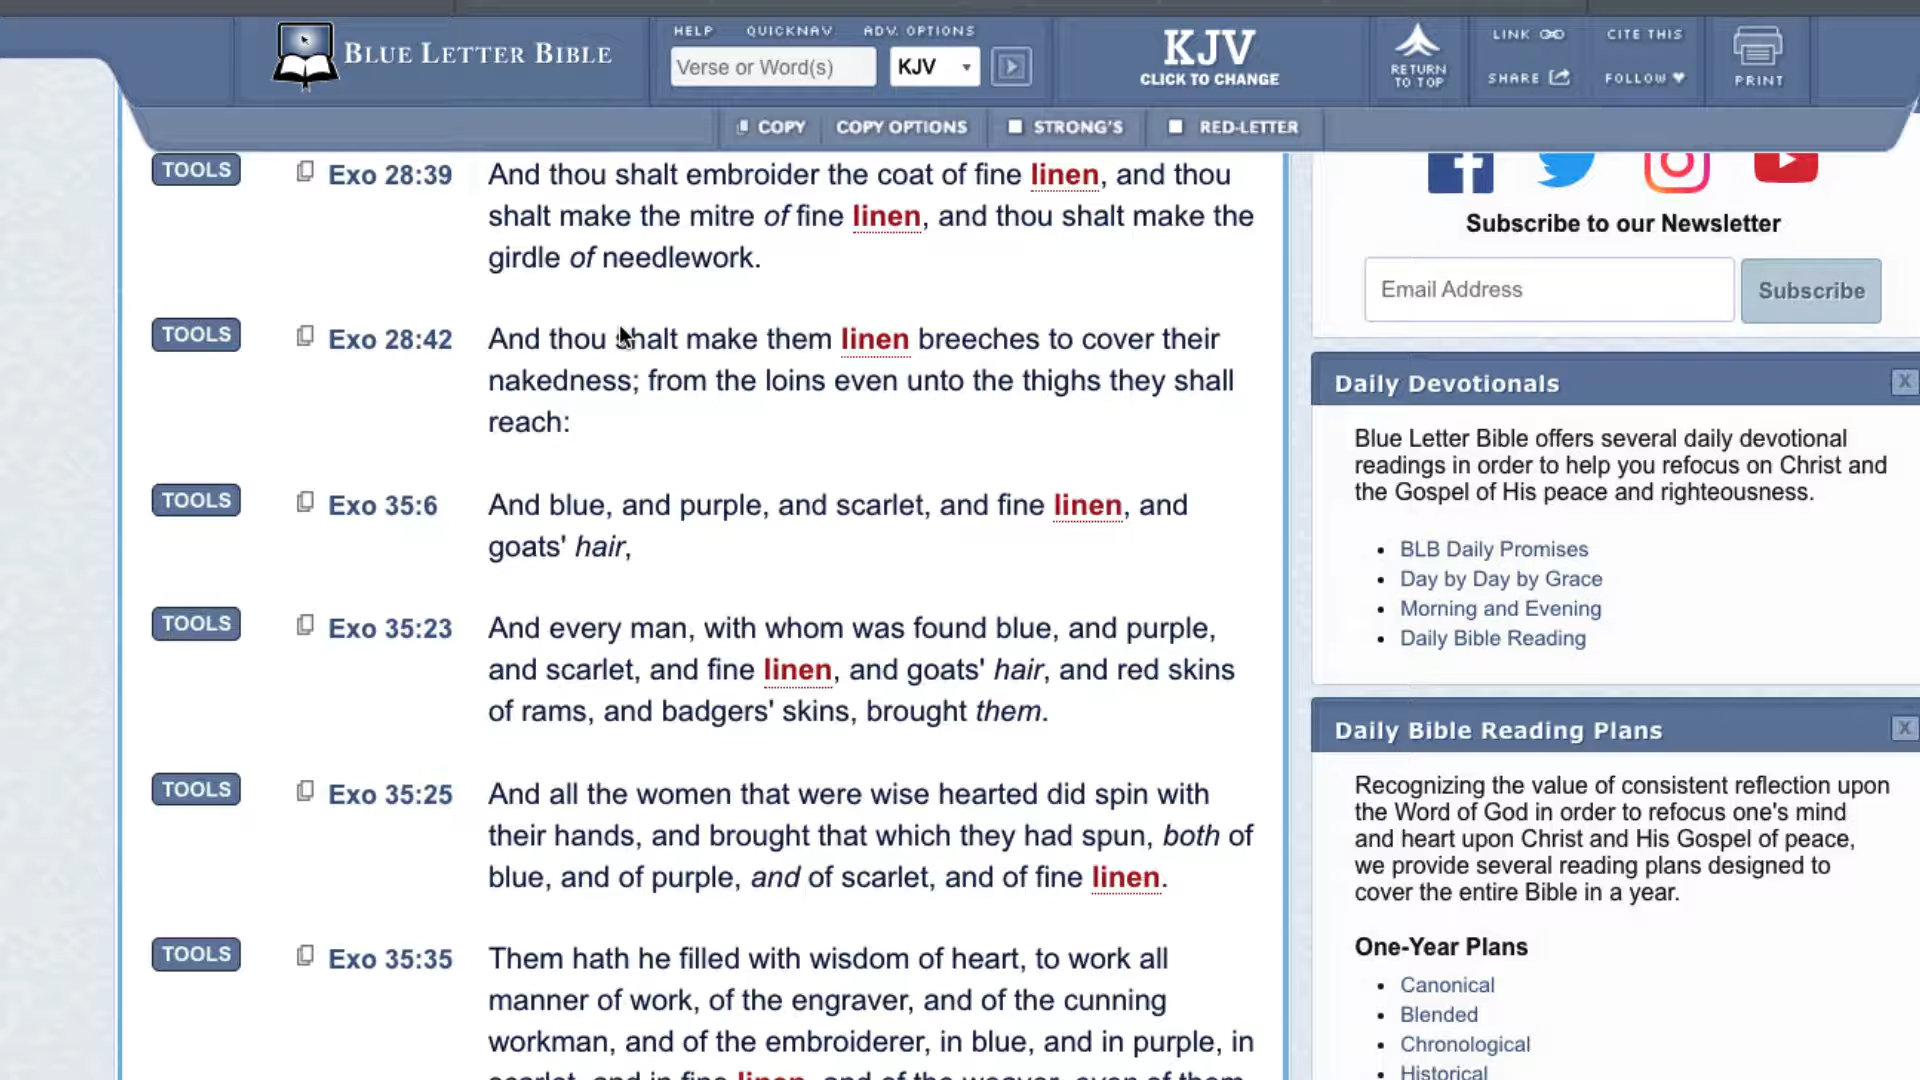 BLUE LETTER BIBLE
HELP QUICKNAV ADV. OPTIONS
Verse or Word(s)
KJV
KJV
CLICK TO CHANGE
RETURN
TO TOP
LINK
SHARE
CITE THIS
FOLLOW
PRINT
COPY
COPY OPTIONS
STRONG'S
RED-LETTER
TOOLS
Exo 28:39
And thou shalt embroider the coat of fine linen, and thou
shalt make the mitre of fine linen, and thou shalt make the
girdle of needlework.
TOOLS
Exo 28:42
And thou shalt make them linen breeches to cover their
nakedness; from the loins even unto the thighs they shall
reach:
TOOLS
Exo 35:6
And blue, and purple, and scarlet, and fine linen, and
goats' hair,
TOOLS
Exo 35:23
And every man, with whom was found blue, and purple,
and scarlet, and fine linen, and goats' hair, and red skins
of rams, and badgers' skins, brought them.
TOOLS
Exo 35:25
And all the women that were wise hearted did spin with
their hands, and brought that which they had spun, both of
blue, and of purple, and of scarlet, and of fine linen.
TOOLS
Exo 35:35
Them hath he filled with wisdom of heart, to work all
manner of work, of the engraver, and of the cunning
workman, and of the embroiderer, in blue, and in purple, in
scarlet, and in fine linen, and of the weaver, even of them
Subscribe to our Newsletter
Email Address
Subscribe
Daily Devotionals
X
Blue Letter Bible offers several daily devotional
readings in order to help you refocus on Christ and
the Gospel of His peace and righteousness.
• BLB Daily Promises
• Day by Day by Grace
• Morning and Evening
• Daily Bible Reading
Daily Bible Reading Plans
X
Recognizing the value of consistent reflection upon
the Word of God in order to refocus one's mind
and heart upon Christ and His Gospel of peace,
we provide several reading plans designed to
cover the entire Bible in a year.
One-Year Plans
• Canonical
• Blended
• Chronological
• Historical